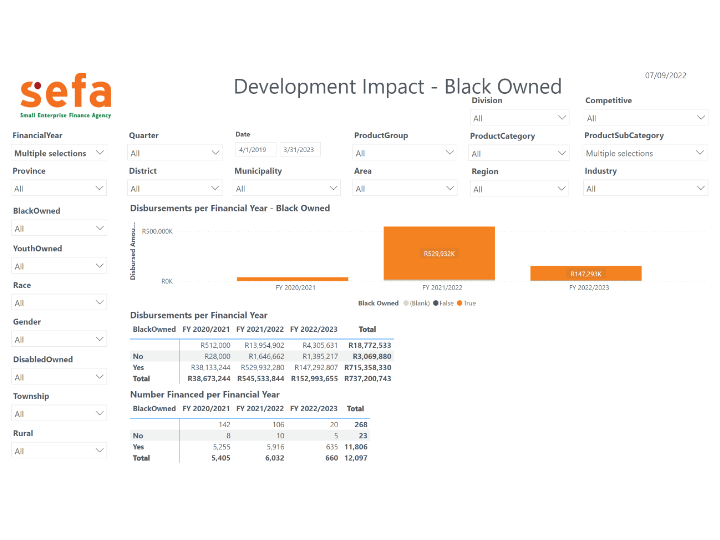 sefa
Small Enterprise Finance Agency
Development Impact - Black Owned
07/09/2022
Division
Competitive
All
All
FinancialYear
Quarter
Date
ProductGroup
ProductCategory
ProductSubCategory
Multiple selections
All
4/1/2019
3/31/2023
All
All
Multiple selections
Province
District
Municipality
Area
Region
Industry
All
All
All
All
All
All
BlackOwned
All
YouthOwned
All
Race
All
Gender
All
DisabledOwned
All
Township
All
Rural
All
Disbursements per Financial Year - Black Owned
Disbursed Amou...
R500,000K
R0K
R529,932K
R147,293K
FY 2020/2021
FY 2021/2022
FY 2022/2023
Black Owned (Blank) False True
Disbursements per Financial Year
BlackOwned FY 2020/2021 FY 2021/2022 FY 2022/2023 Total
R512,000 R13,954,902 R4,305,631 R18,772,533
No R28,000 R1,646,662 R1,395,217 R3,069,880
Yes R38,133,244 R529,932,280 R147,292,807 R715,358,330
Total R38,673,244 R545,533,844 R152,993,655 R737,200,743
Number Financed per Financial Year
BlackOwned FY 2020/2021 FY 2021/2022 FY 2022/2023 Total
142 106 20 268
No 8 10 5 23
Yes 5,255 5,916 635 11,806
Total 5,405 6,032 660 12,097